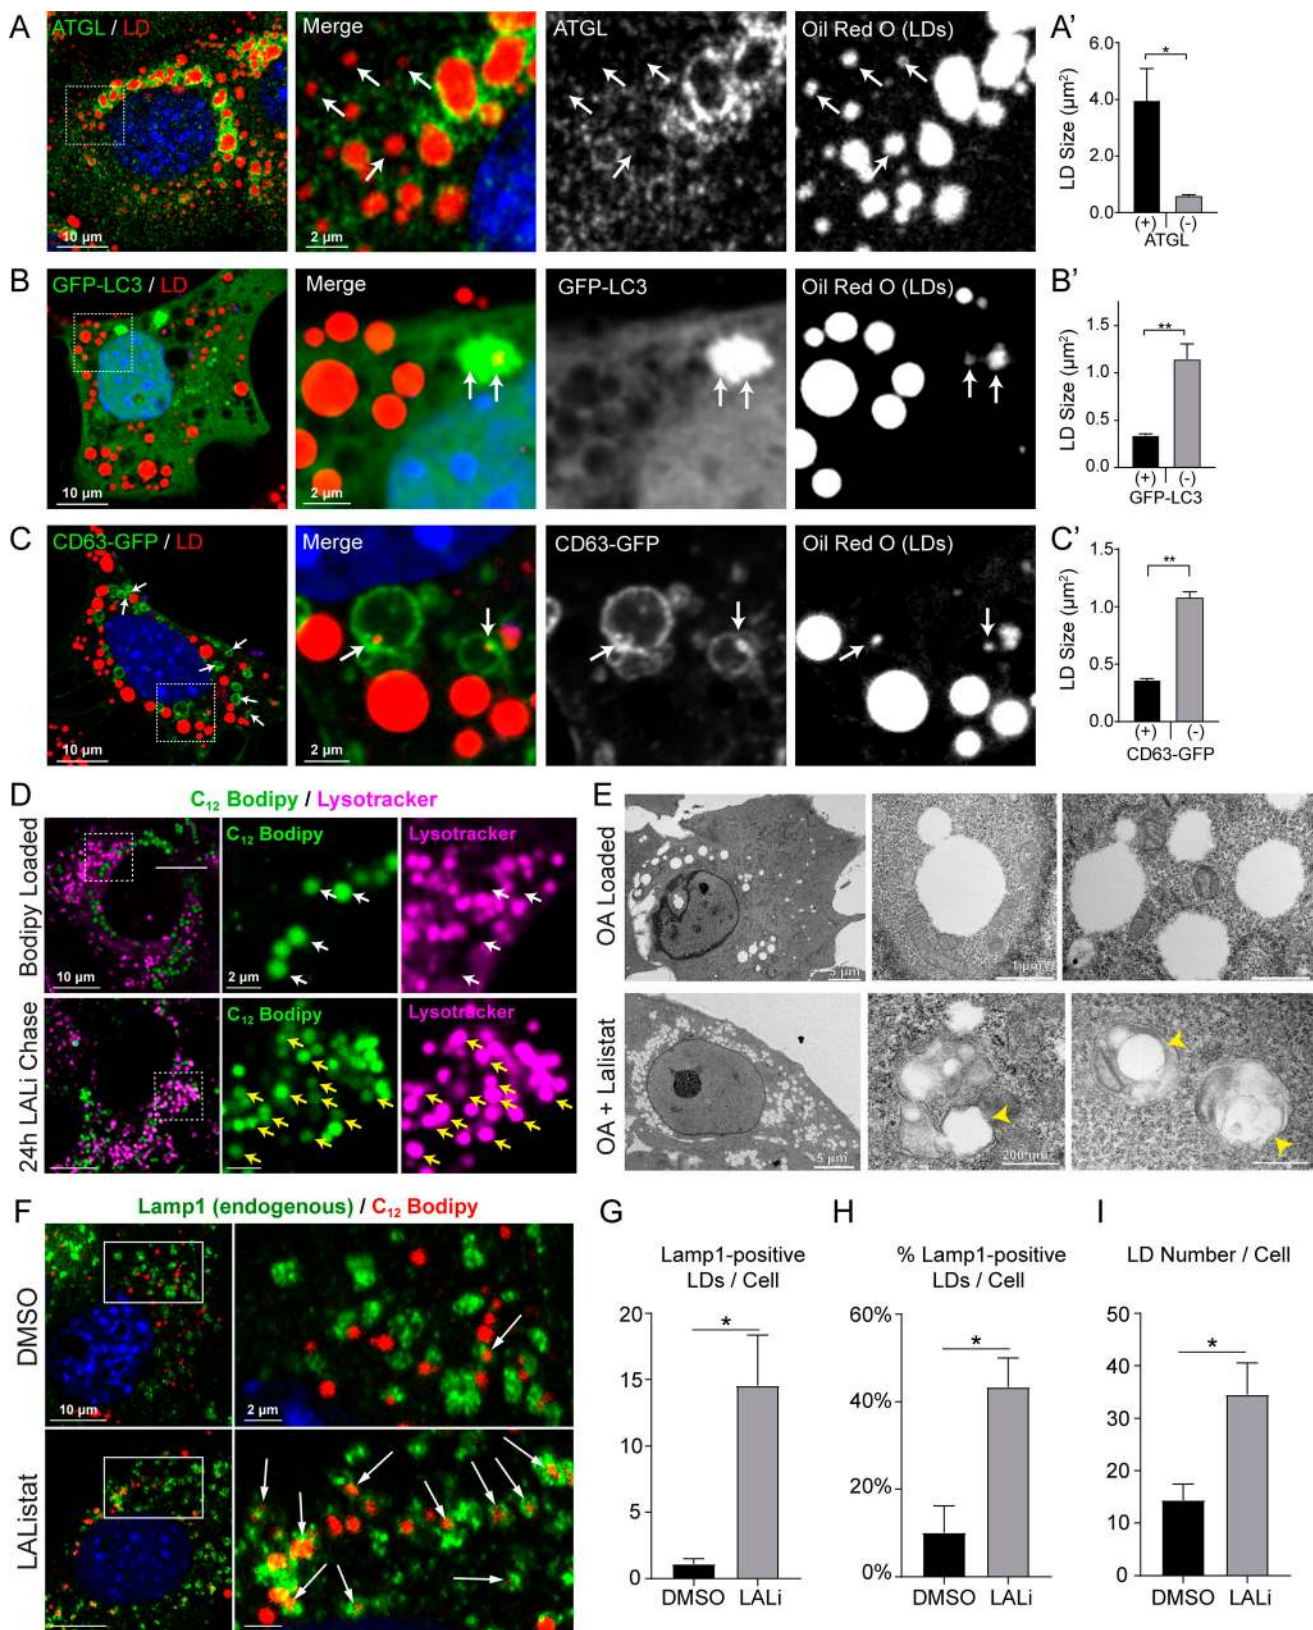 A
ATGL / LD
Merge
ATGL
Oil Red O (LDs)
10 µm
2 µm
A'
6.0
4.0
2.0
0.0
LD Size (µm²)
*
(+) (-)
ATGL
B
GFP-LC3 / LD
Merge
GFP-LC3
Oil Red O (LDs)
10 µm
2 µm
B'
1.5
1.0
0.5
0.0
LD Size (µm²)
**
(+) (-)
GFP-LC3
C
CD63-GFP / LD
Merge
CD63-GFP
Oil Red O (LDs)
10 µm
2 µm
C'
1.5
1.0
0.5
0.0
LD Size (µm²)
**
(+) (-)
CD63-GFP
D
C₁₂ Bodipy / Lysotracker
Bodipy Loaded
C₁₂ Bodipy
Lysotracker
10 µm
2 µm
24h LALi Chase
C₁₂ Bodipy
Lysotracker
E
OA Loaded
5 µm
1µm
OA + Lalistat
5 µm
200 nm
F
Lamp1 (endogenous) / C₁₂ Bodipy
DMSO
10 µm
2 µm
LAListat
G
Lamp1-positive
LDs / Cell
20
15
10
5
0
*
DMSO LALi
H
% Lamp1-positive
LDs / Cell
60%
40%
20%
0%
*
DMSO LALi
I
LD Number / Cell
50
40
30
20
10
0
*
DMSO LALi